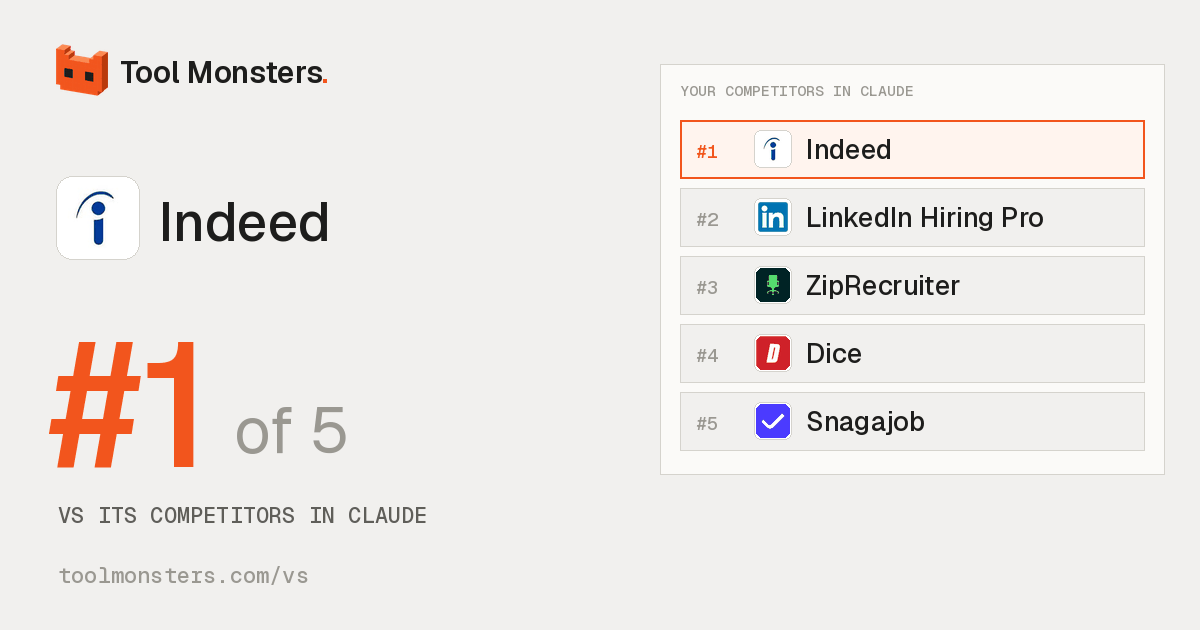 Tool Monsters.
Indeed
#1 of 5
VS ITS COMPETITORS IN CLAUDE
toolmonsters.com/vs
YOUR COMPETITORS IN CLAUDE
#1 Indeed
#2 in LinkedIn Hiring Pro
#3 ZipRecruiter
#4 D Dice
#5 Snagajob